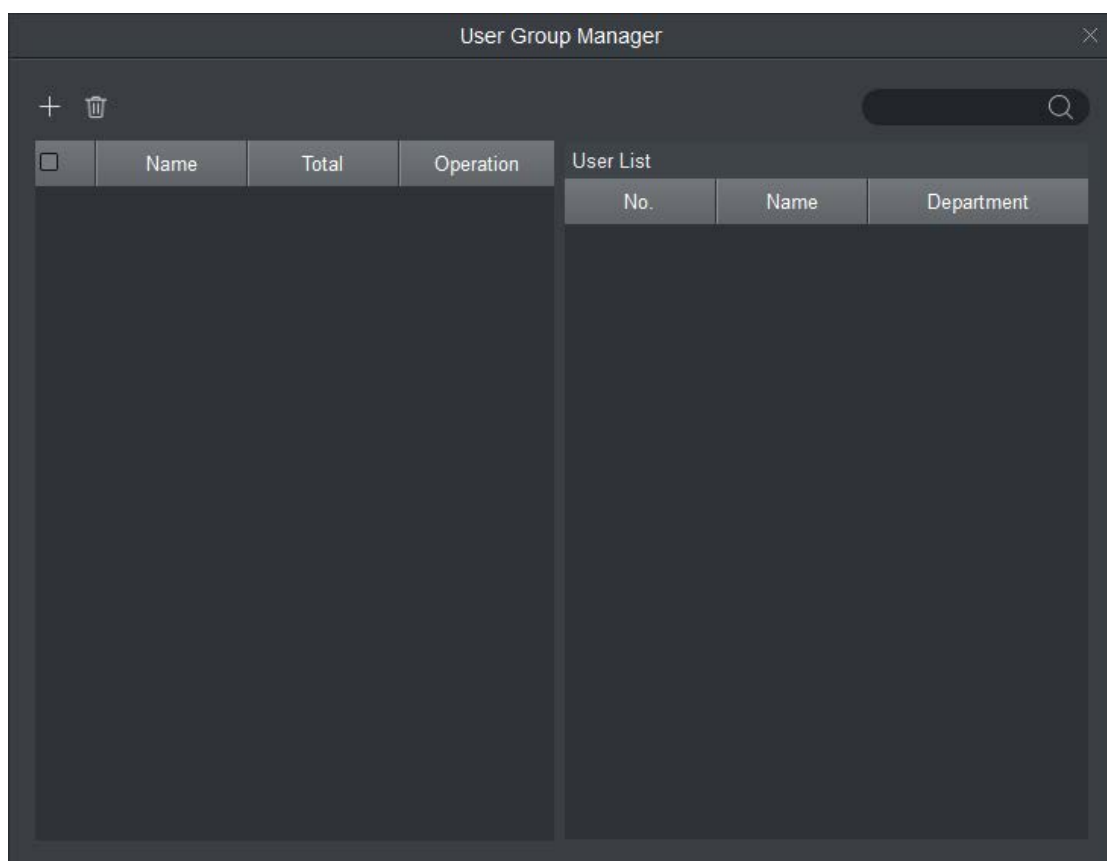 User Group Manager
Name Total Operation
User List
No. Name Department